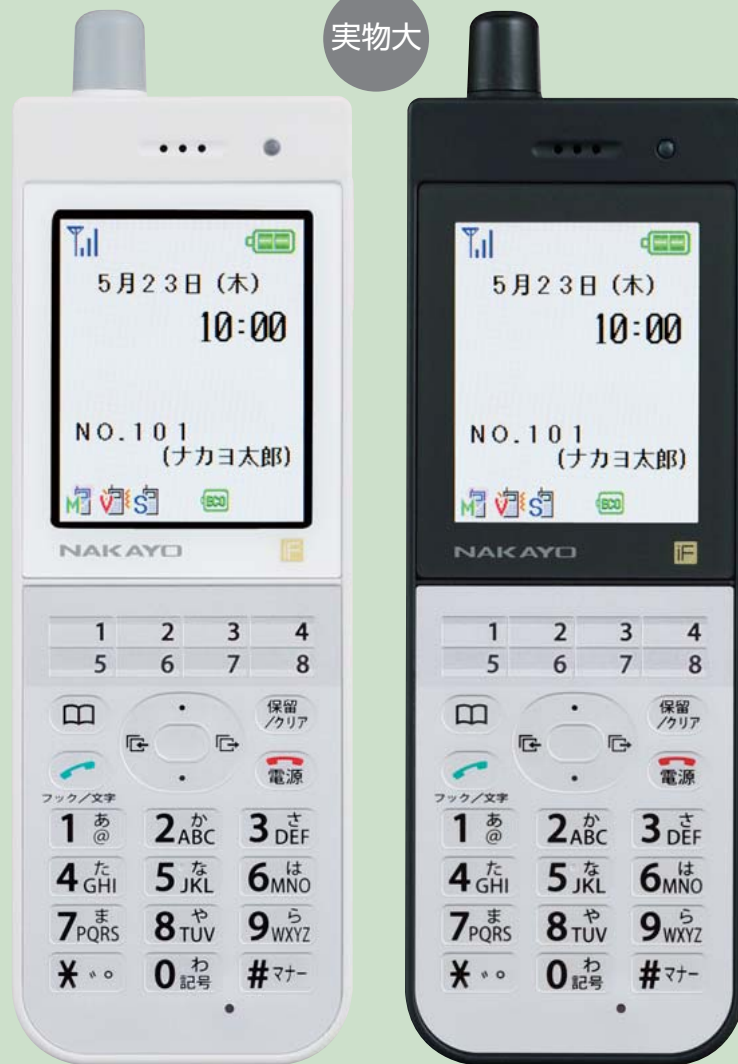 実物大
5月23日(木)
10:00
NO.101
(ナカヨ太郎)
M V S ECO
NAKAYO iF
1 2 3 4
5 6 7 8
保留
/クリア
電源
フック/文字
1 あ @ 2 か ABC 3 さ DEF
4 た GHI 5 な JKL 6 は MNO
7 ま PQRS 8 や TUV 9 ら WXYZ
* ゛゜ 0 わ 記号 # マナー
5月23日(木)
10:00
NO.101
(ナカヨ太郎)
M V S ECO
NAKAYO iF
1 2 3 4
5 6 7 8
保留
/クリア
電源
フック/文字
1 あ @ 2 か ABC 3 さ DEF
4 た GHI 5 な JKL 6 は MNO
7 ま PQRS 8 や TUV 9 ら WXYZ
* ゛゜ 0 わ 記号 # マナー